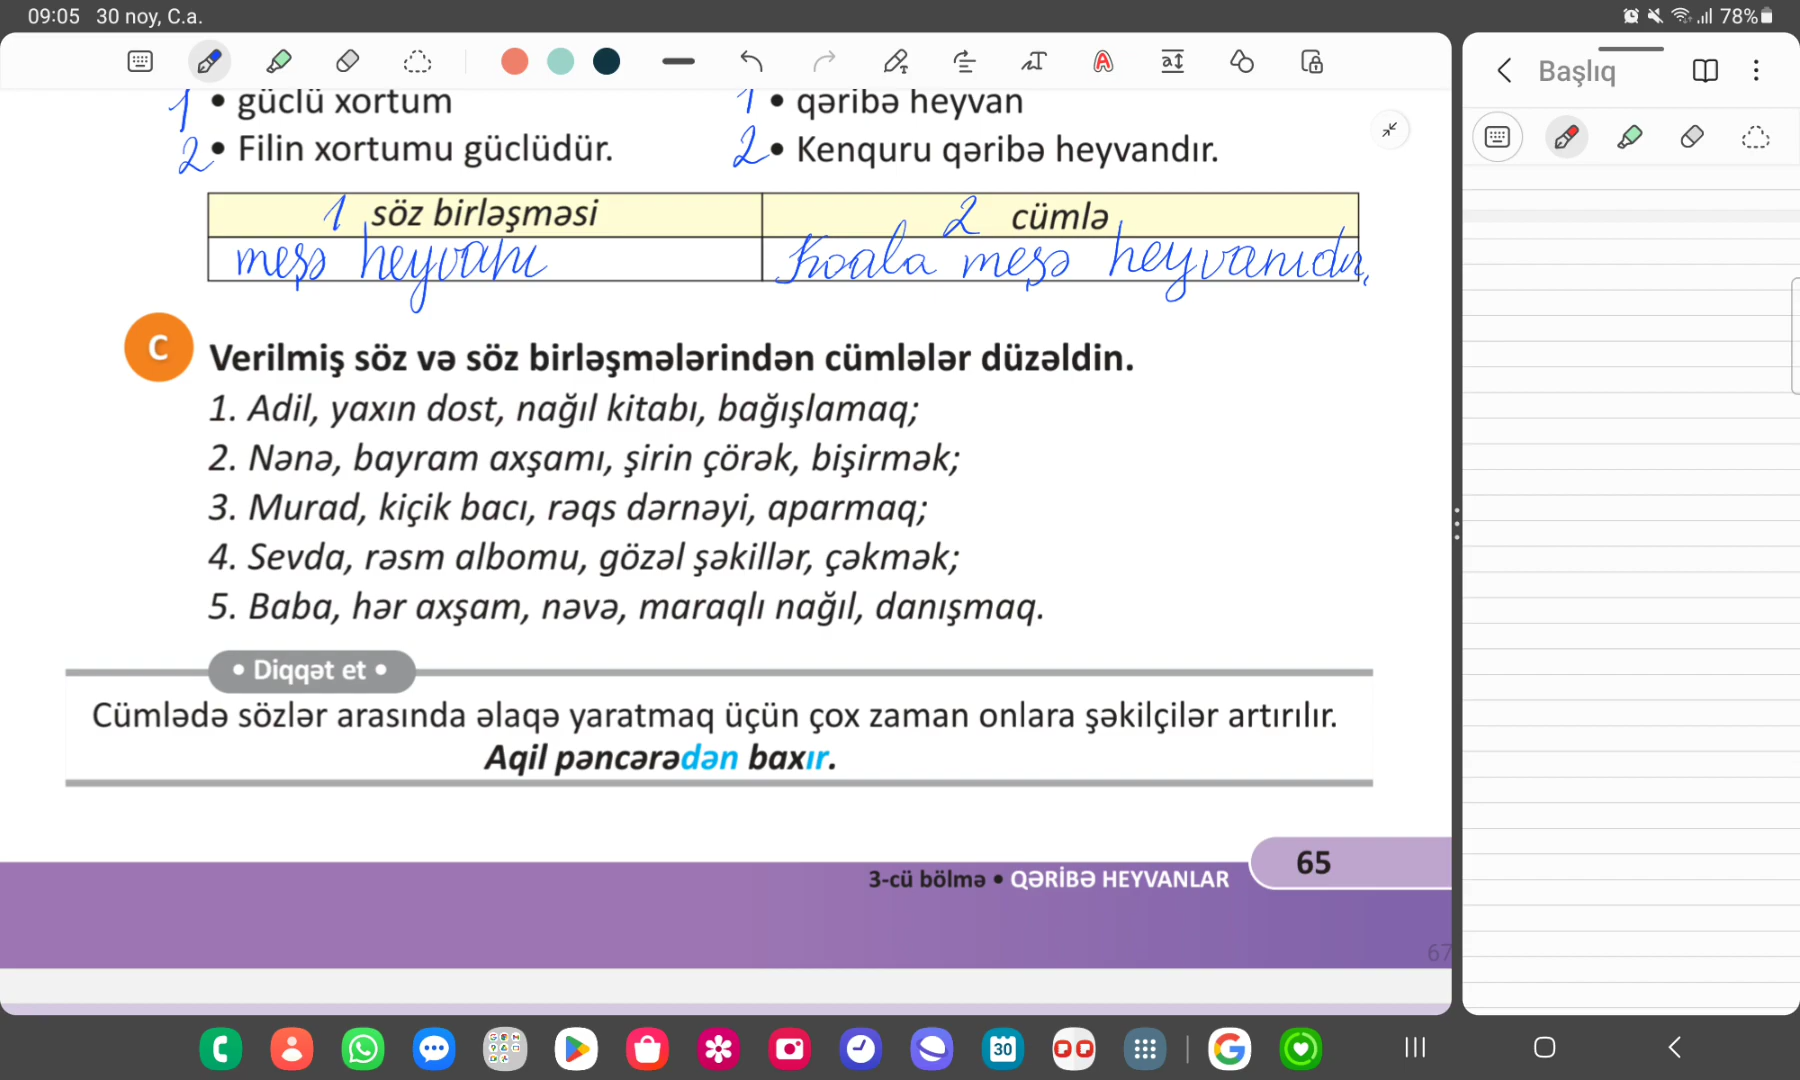 09:05 30 noy, C.a.
78%
Başlıq
1 • güclü xortum
1 • qəribə heyvan
2 • Filin xortumu güclüdür.
2 • Kenquru qəribə heyvandır.
1 söz birləşməsi
2 cümlə
meşə heyvanı
Koala meşə heyvanıdır.
C
Verilmiş söz və söz birləşmələrindən cümlələr düzəldin.
1. Adil, yaxın dost, nağıl kitabı, bağışlamaq;
2. Nənə, bayram axşamı, şirin çörək, bişirmək;
3. Murad, kiçik bacı, rəqs dərnəyi, aparmaq;
4. Sevda, rəsm albomu, gözəl şəkillər, çəkmək;
5. Baba, hər axşam, nəvə, maraqlı nağıl, danışmaq.
• Diqqət et •
Cümlədə sözlər arasında əlaqə yaratmaq üçün çox zaman onlara şəkilçilər artırılır.
Aqil pəncərədən baxır.
65
3-cü bölmə • QƏRİBƏ HEYVANLAR
67
30